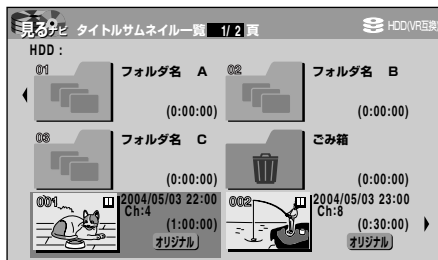 見るナビ タイトルサムネイル一覧 1/2 頁 HDD(VR互換
HDD :
01 フォルダ名 A
(0:00:00)
02 フォルダ名 B
(0:00:00)
03 フォルダ名 C
(0:00:00)
ごみ箱
(0:00:00)
001 2004/05/03 22:00
Ch:4
(1:00:00)
オリジナル
002 2004/05/03 23:00
Ch:8
(0:30:00)
オリジナル